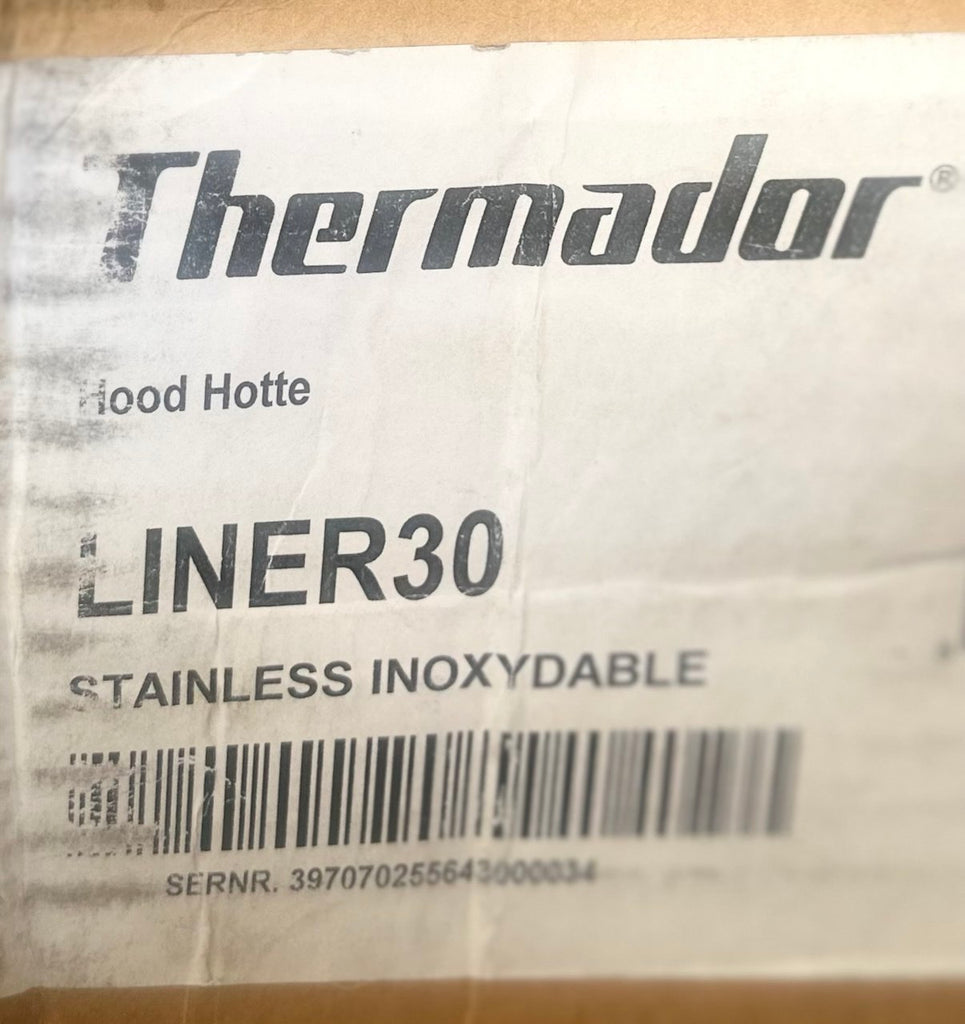 Thermador®
Hood Hotte
LINER30
STAINLESS INOXYDABLE
SERNR. 397070255643000034